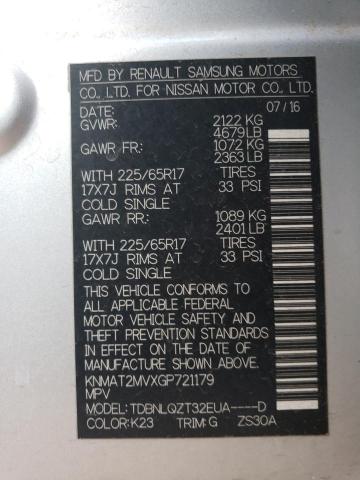 MFD BY RENAULT SAMSUNG MOTORS
CO., LTD. FOR NISSAN MOTOR CO., LTD.
DATE: 07/16
GVWR: 2122 KG
4679LB
GAWR FR: 1072 KG
2363 LB
WITH 225/65R17 TIRES
17X7J RIMS AT 33 PSI
COLD SINGLE
GAWR RR: 1089 KG
2401 LB
WITH 225/65R17 TIRES
17X7J RIMS AT 33 PSI
COLD SINGLE
THIS VEHICLE CONFORMS TO
ALL APPLICABLE FEDERAL
MOTOR VEHICLE SAFETY AND
THEFT PREVENTION STANDARDS
IN EFFECT ON THE DATE OF
MANUFACTURE SHOWN ABOVE.
KNMAT2MVXGP721179
MPV
MODEL: TDBNLQZT32EUA----D
COLOR: K23 TRIM: G ZS30A